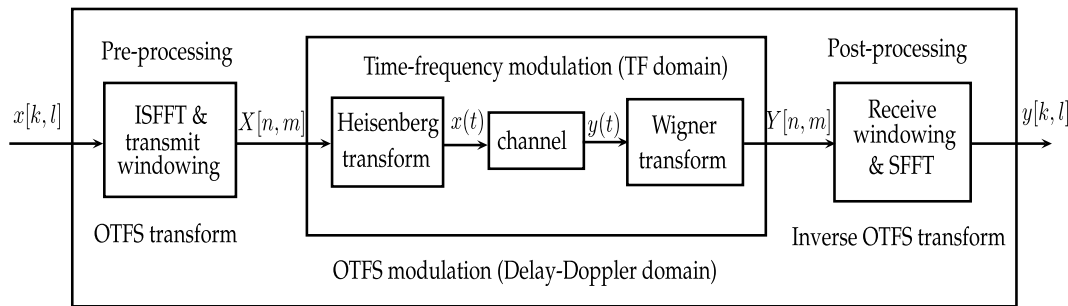 Pre-processing
Post-processing
Time-frequency modulation (TF domain)
x[k, l]
ISFFT &
transmit
windowing
X[n, m]
Heisenberg
transform
x(t)
channel
y(t)
Wigner
transform
Y[n, m]
Receive
windowing
& SFFT
y[k, l]
OTFS transform
Inverse OTFS transform
OTFS modulation (Delay-Doppler domain)